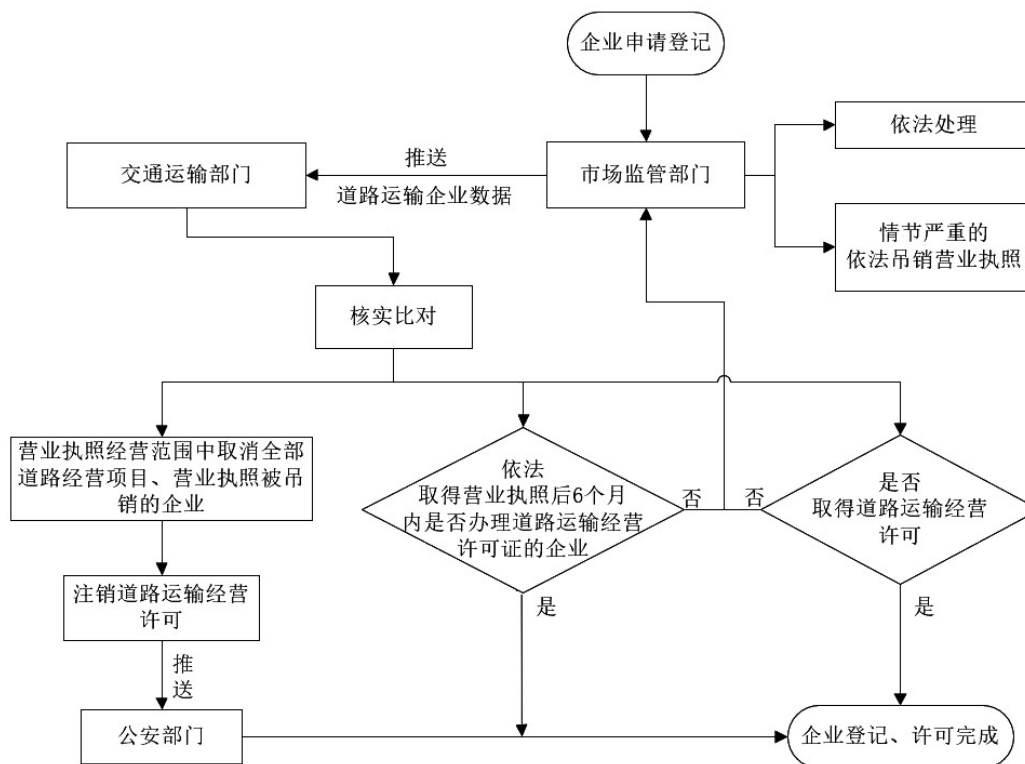 企业申请登记
依法处理
交通运输部门
推送
道路运输企业数据
市场监管部门
情节严重的
依法吊销营业执照
核实比对
营业执照经营范围中取消全部
道路经营项目、营业执照被吊
销的企业
依法
取得营业执照后6个月
内是否办理道路运输经营
许可证的企业
否
否
是否
取得道路运输经营
许可
注销道路运输经营
许可
是
是
推
送
公安部门
企业登记、许可完成